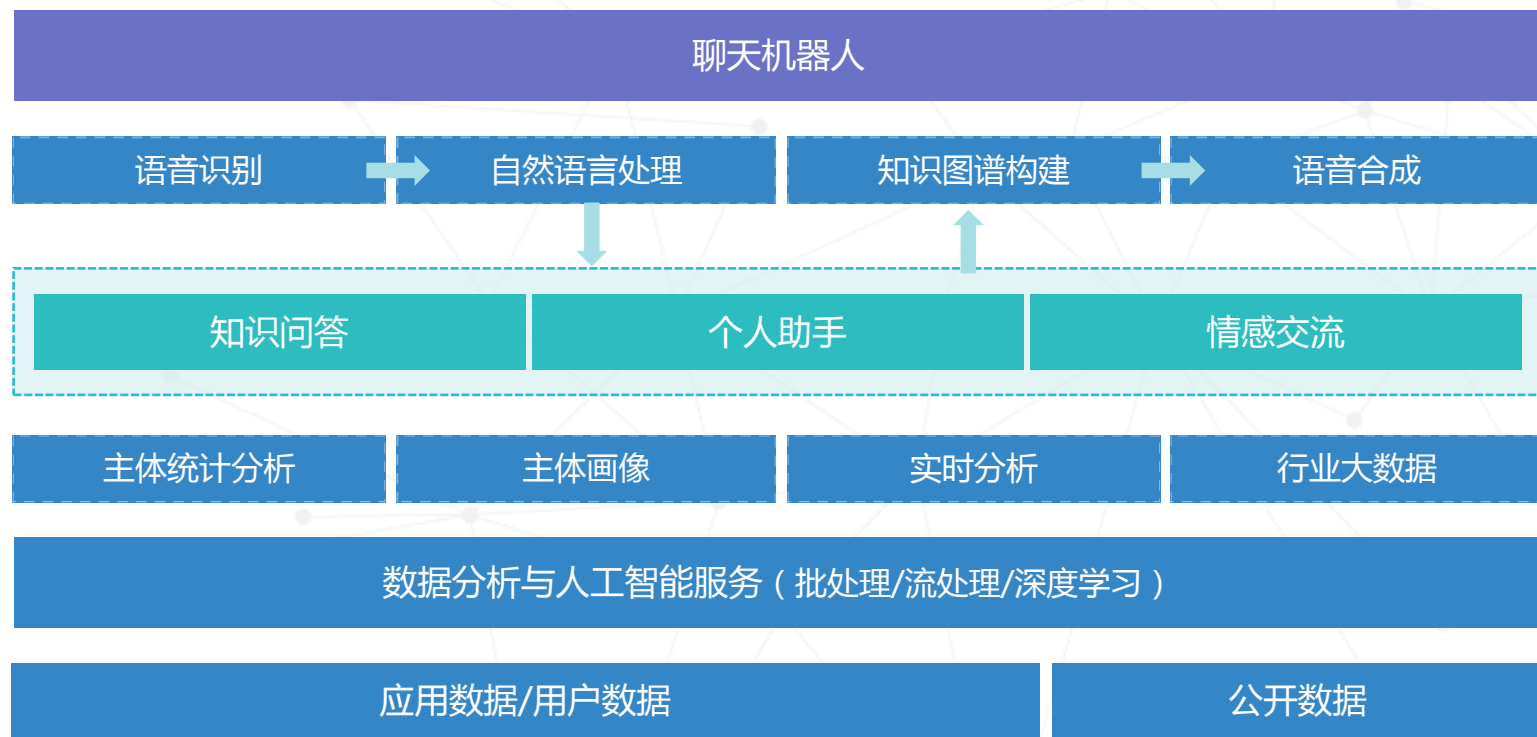 聊天机器人
语音识别
自然语言处理
知识图谱构建
语音合成
知识问答
个人助手
情感交流
主体统计分析
主体画像
实时分析
行业大数据
数据分析与人工智能服务（批处理/流处理/深度学习）
应用数据/用户数据
公开数据